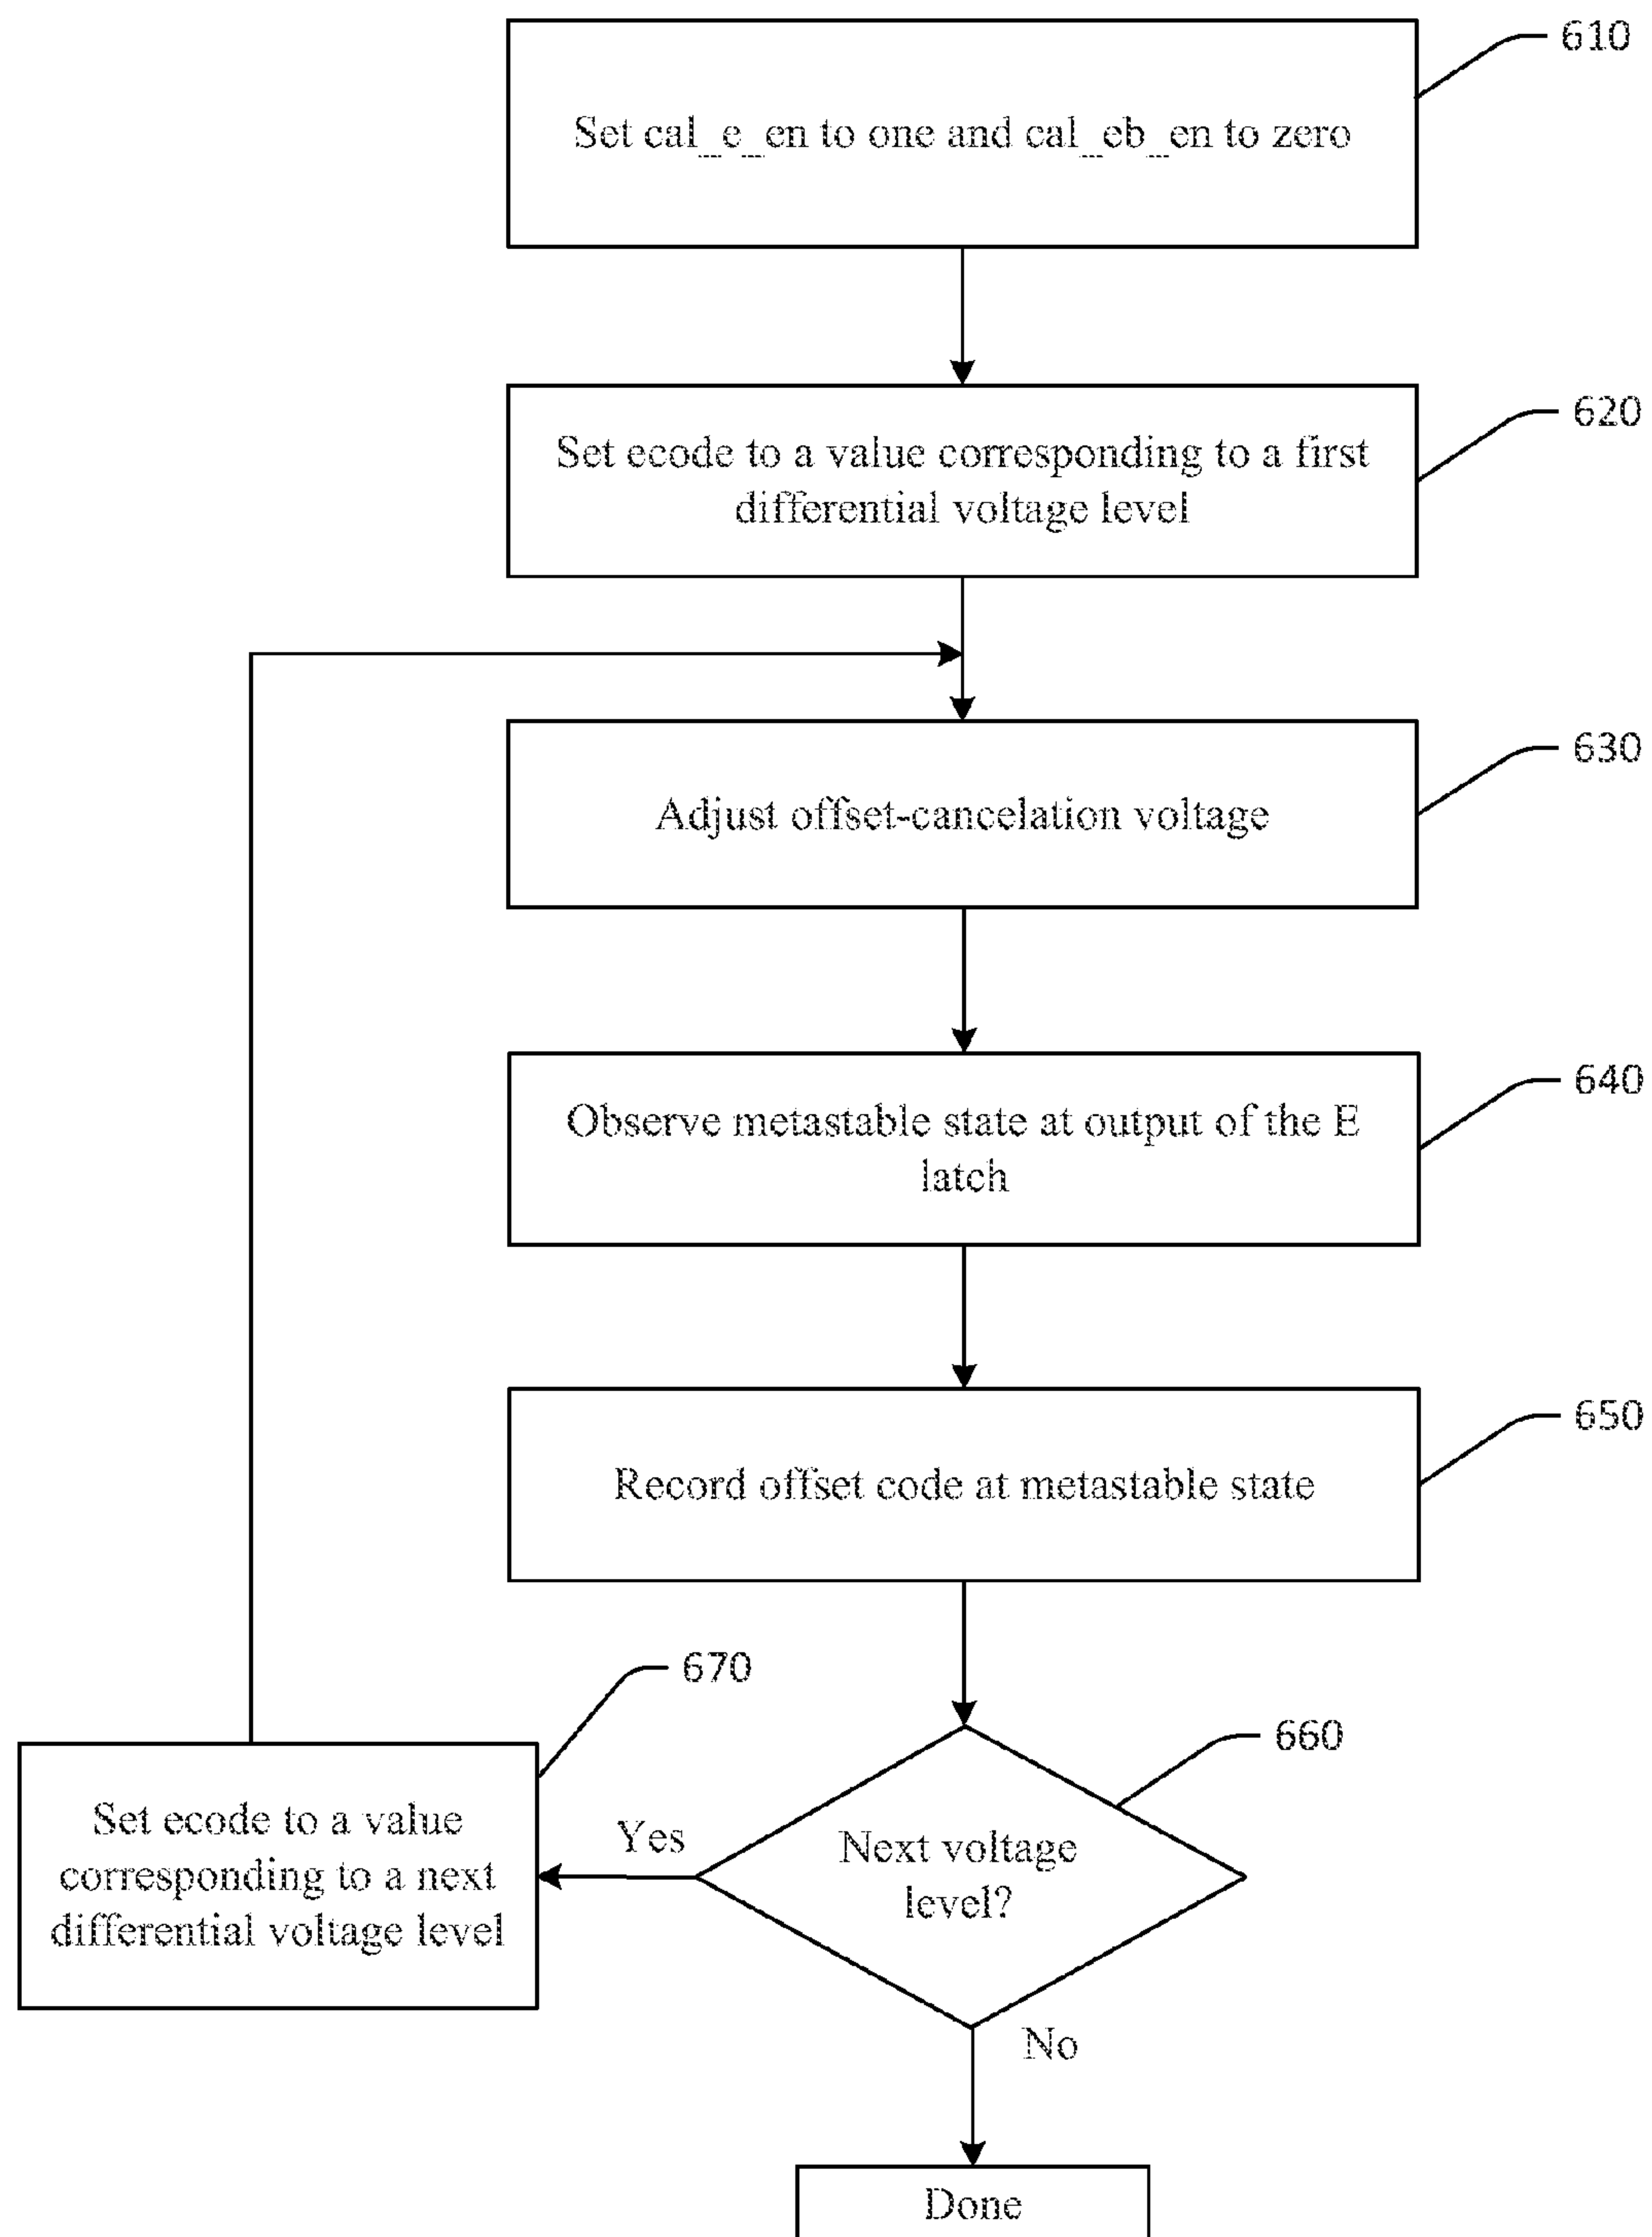 610
Set cal_e_en to one and cal_eb_en to zero
620
Set ecode to a value corresponding to a first
differential voltage level
630
Adjust offset-cancelation voltage
640
Observe metastable state at output of the E
latch
650
Record offset code at metastable state
670
660
Set ecode to a value
corresponding to a next
differential voltage level
Yes
Next voltage
level?
No
Done